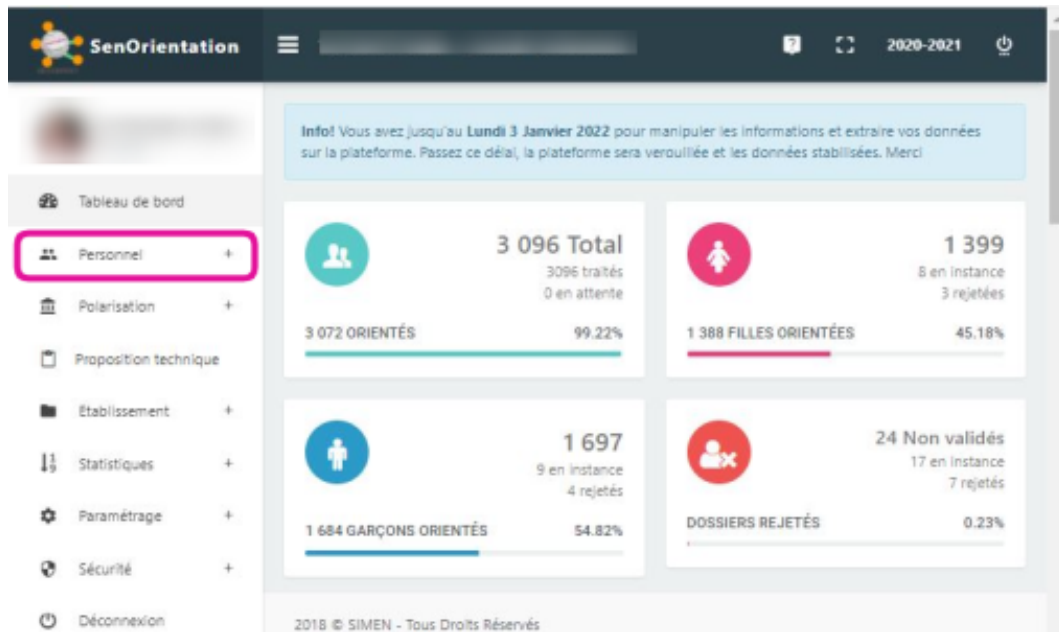 SenOrientation
2020-2021
Info! Vous avez jusqu'au Lundi 3 Janvier 2022 pour manipuler les informations et extraire vos données
sur la plateforme. Passez ce délai, la plateforme sera verouillée et les données stabilisées. Merci
Tableau de bord
Personnel +
Polarisation +
Proposition technique
Etablissement +
Statistiques +
Paramétrage +
Sécurité +
Déconnexion
3 096 Total
3096 traités
0 en attente
3 072 ORIENTÉS 99.22%
1 399
8 en instance
3 rejetées
1 388 FILLES ORIENTÉES 45.18%
1 697
9 en instance
4 rejetés
1 684 GARÇONS ORIENTÉS 54.82%
24 Non validés
17 en instance
7 rejetés
DOSSIERS REJETÉS 0.23%
2018 © SIMEN - Tous Droits Réservés